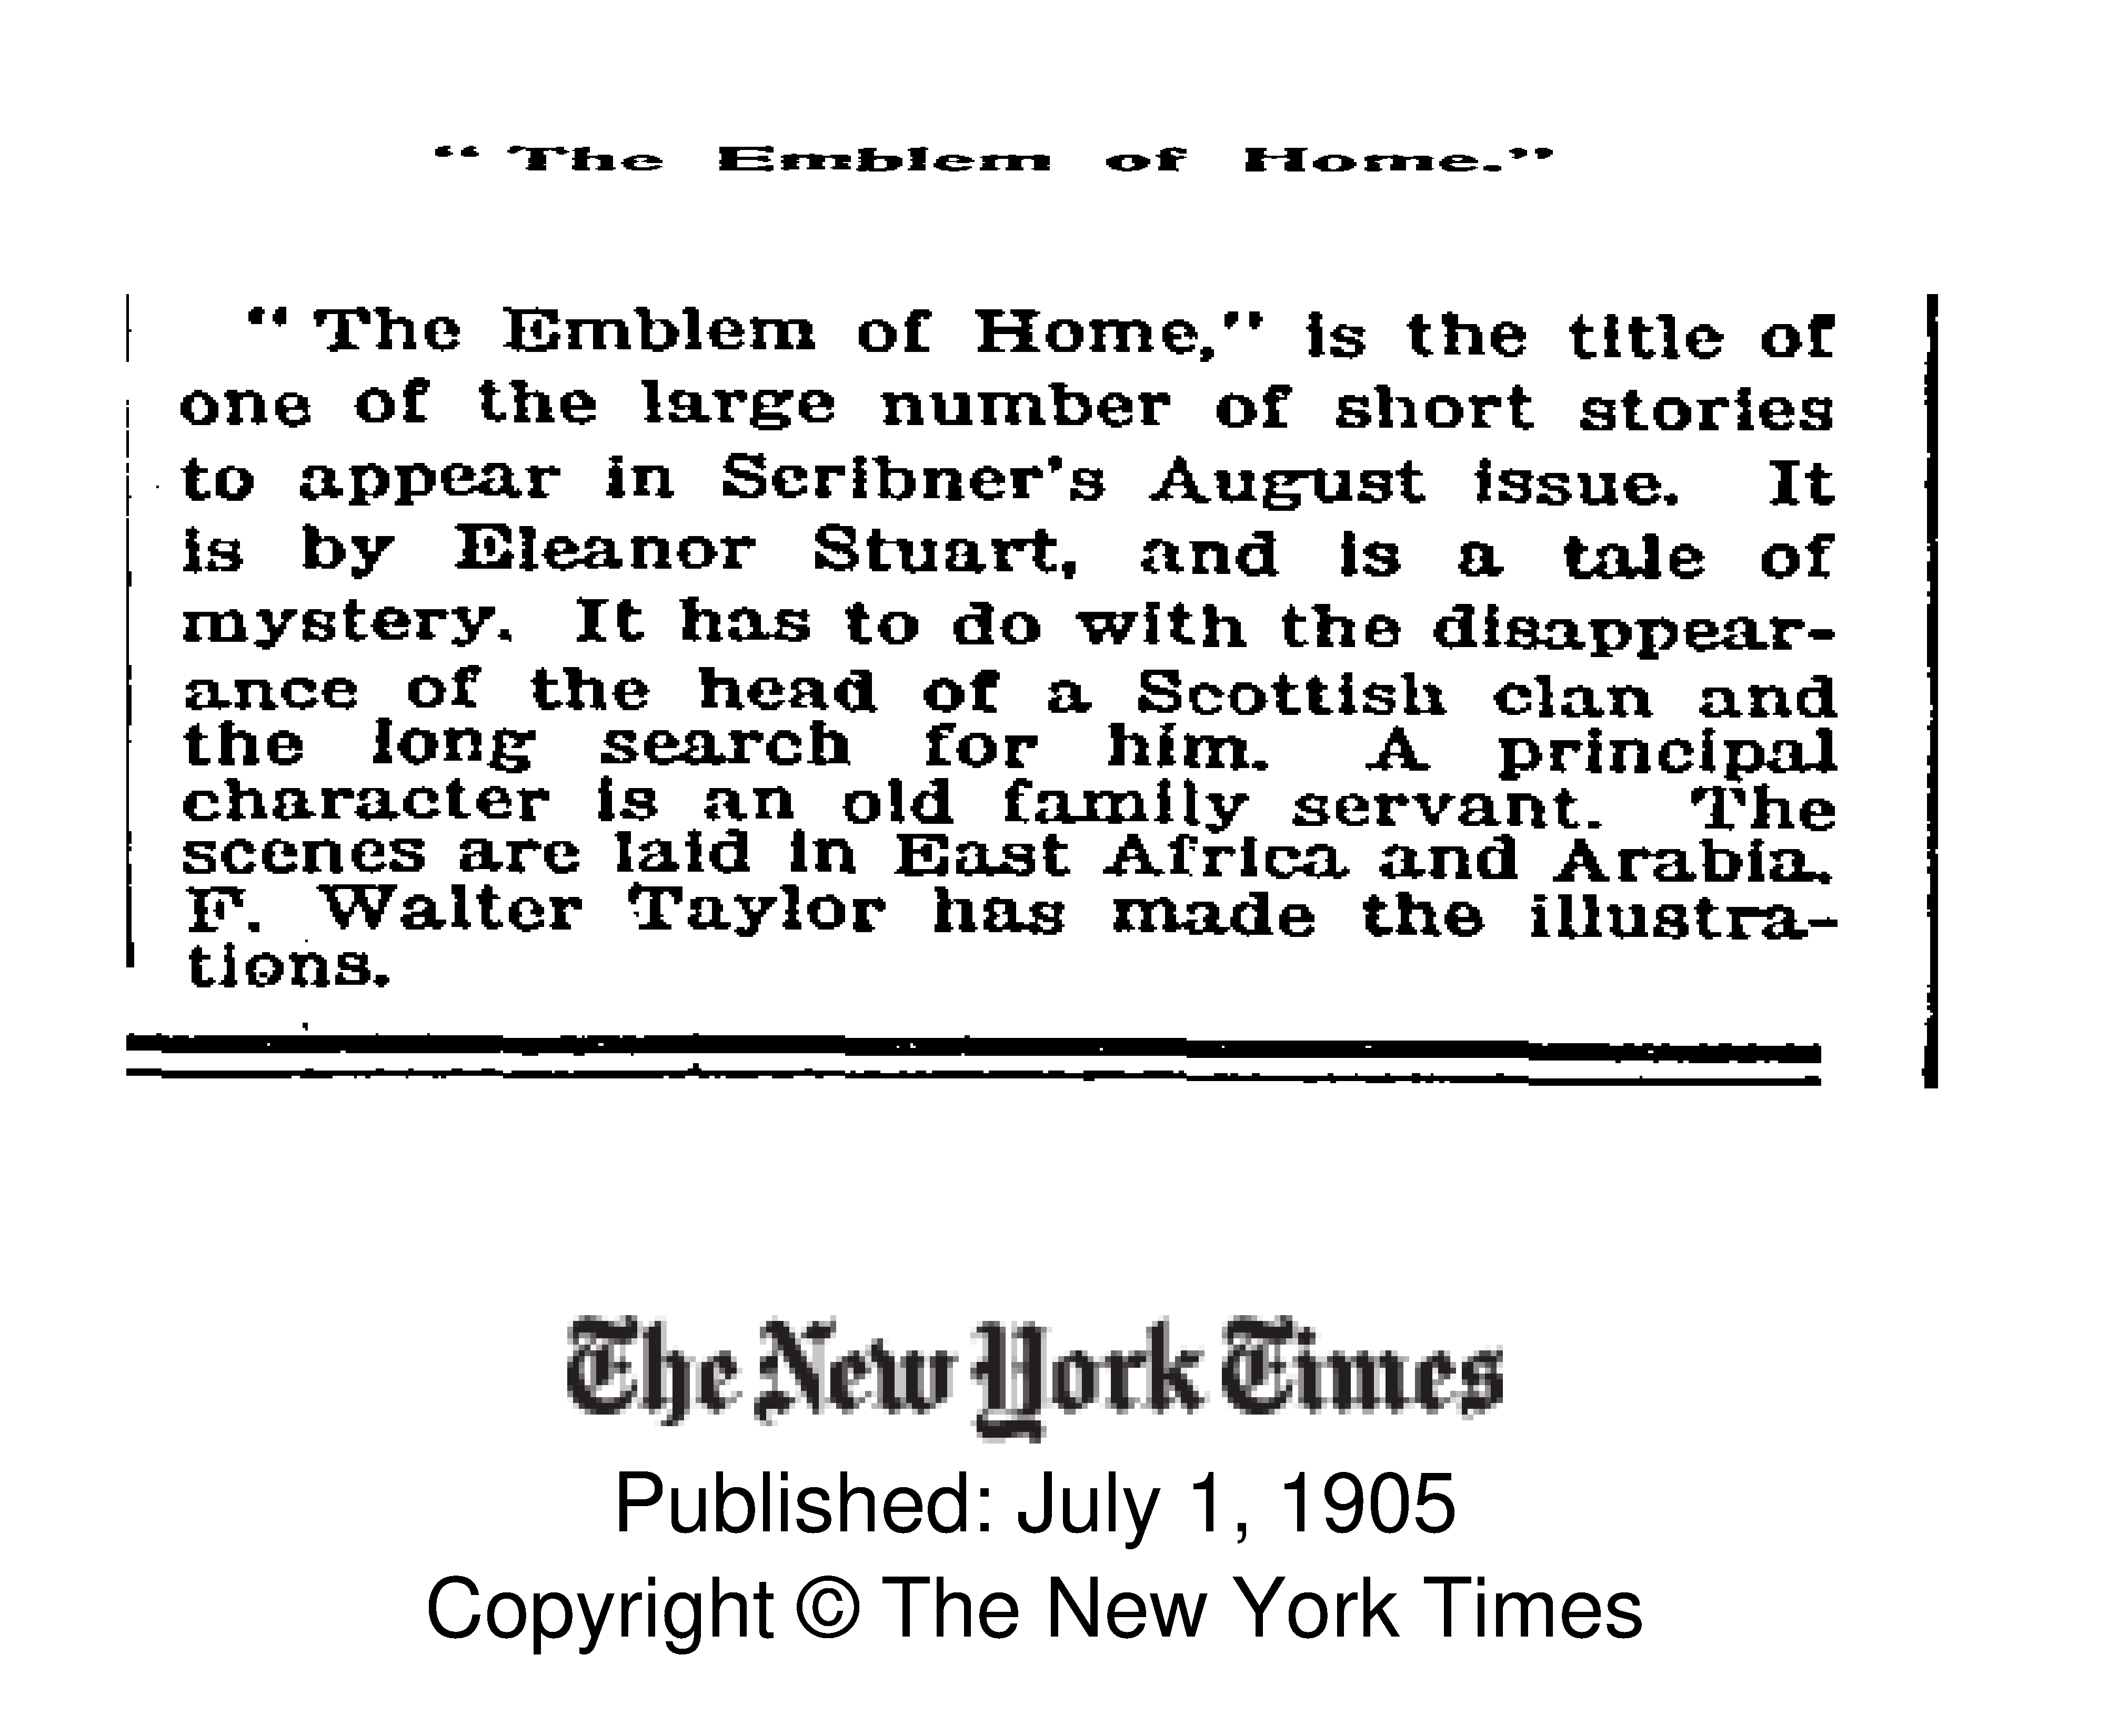 “ The Emblem of Home.”
“ The Emblem of Home,” is the title of
one of the large number of short stories
to appear in Scribner's August issue. It
is by Eleanor Stuart, and is a tale of
mystery. It has to do with the disappear-
ance of the head of a Scottish clan and
the long search for him. A principal
character is an old family servant. The
scenes are laid in East Africa and Arabia.
F. Walter Taylor has made the illustra-
tions.
The New York Times
Published: July 1, 1905
Copyright © The New York Times